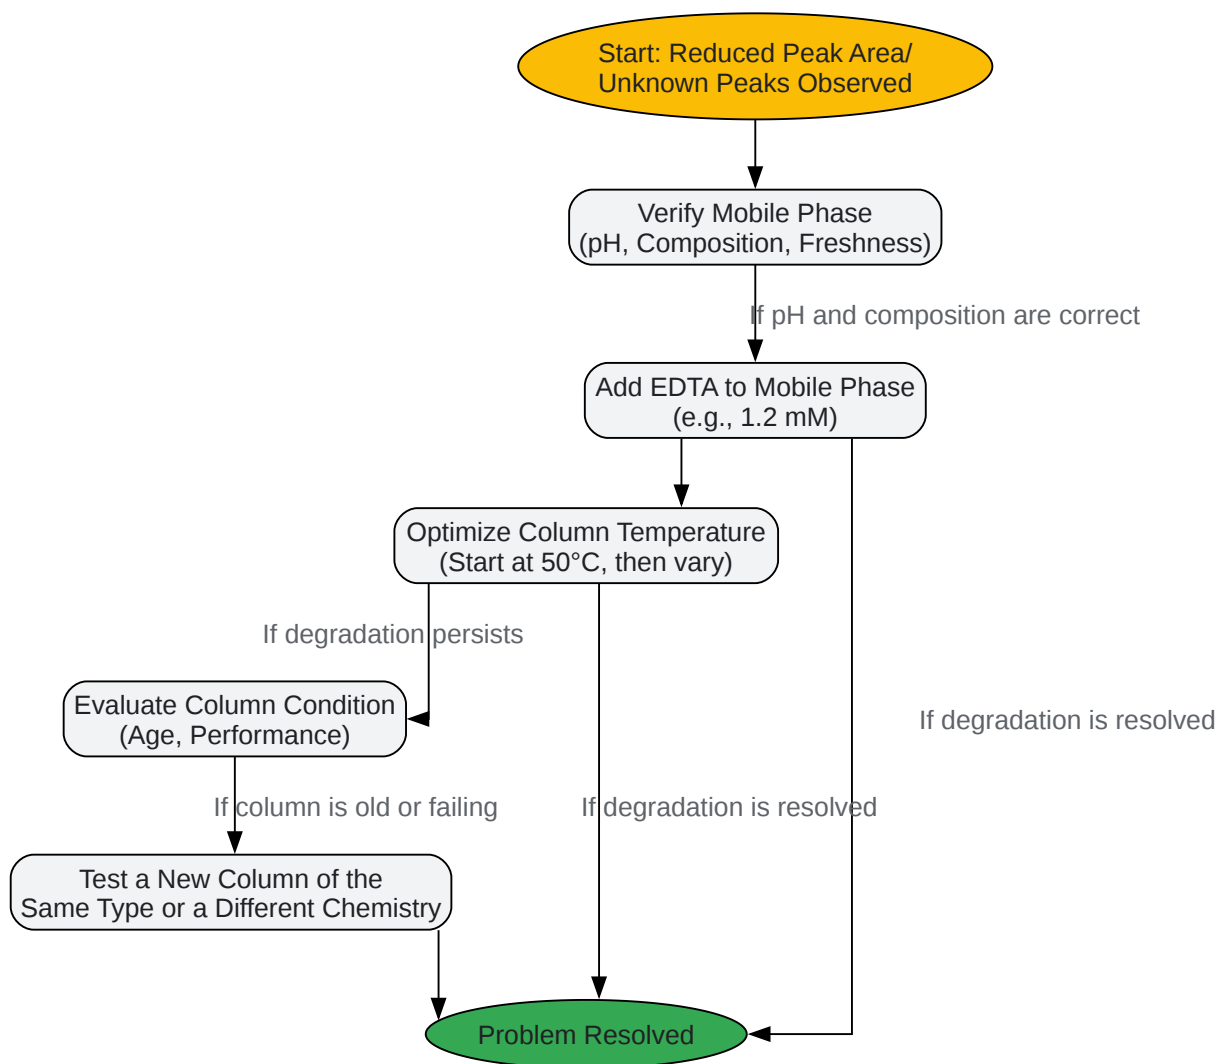 Start: Reduced Peak Area/
Unknown Peaks Observed
Verify Mobile Phase
(pH, Composition, Freshness)
If pH and composition are correct
Add EDTA to Mobile Phase
(e.g., 1.2 mM)
Optimize Column Temperature
(Start at 50°C, then vary)
If degradation persists
Evaluate Column Condition
(Age, Performance)
If degradation is resolved
If column is old or failing
If degradation is resolved
Test a New Column of the
Same Type or a Different Chemistry
Problem Resolved